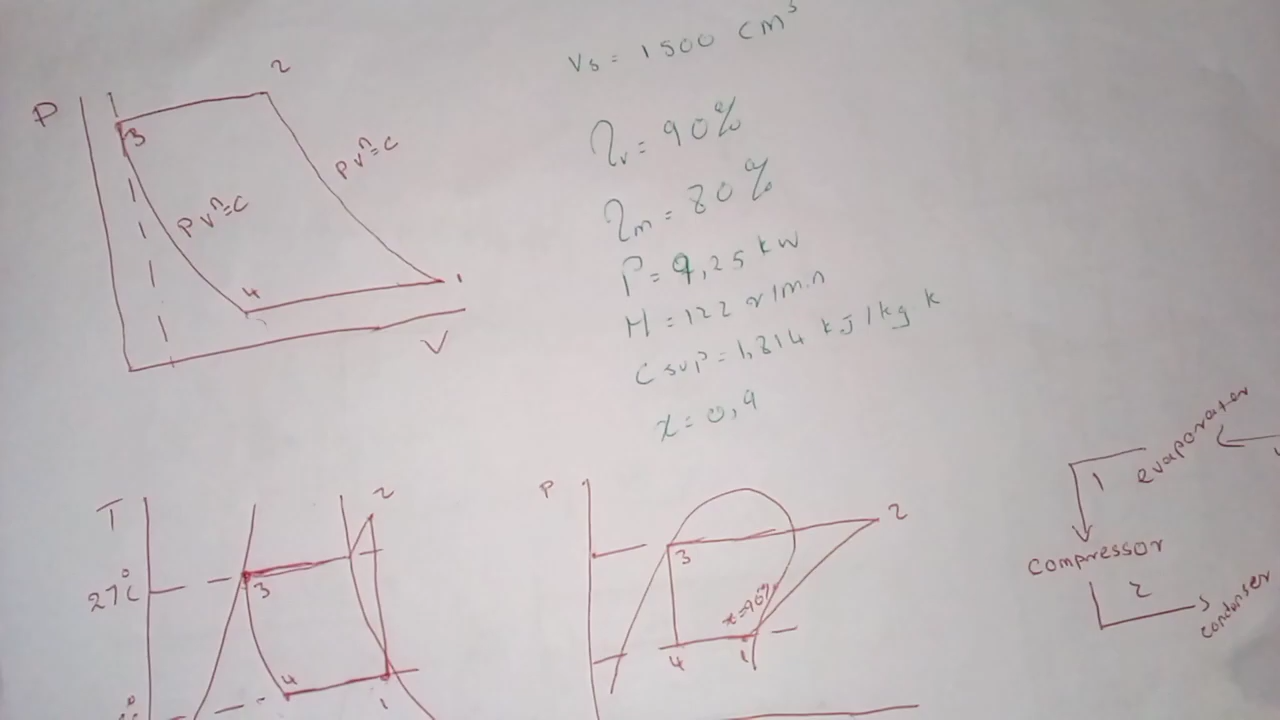 Vs = 1500 cm³
ηv = 90%
ηm = 80%
P = 9,25 kw
M = 122 r/min
C sup = 1,814 kJ/kg k
x = 0,9
P
2
3
pvⁿ=c
pvⁿ=c
4
1
V
T
2
27°c
3
4
1
P
2
3
x=90%
4
1
1
evaporater
compressor
2
condenser